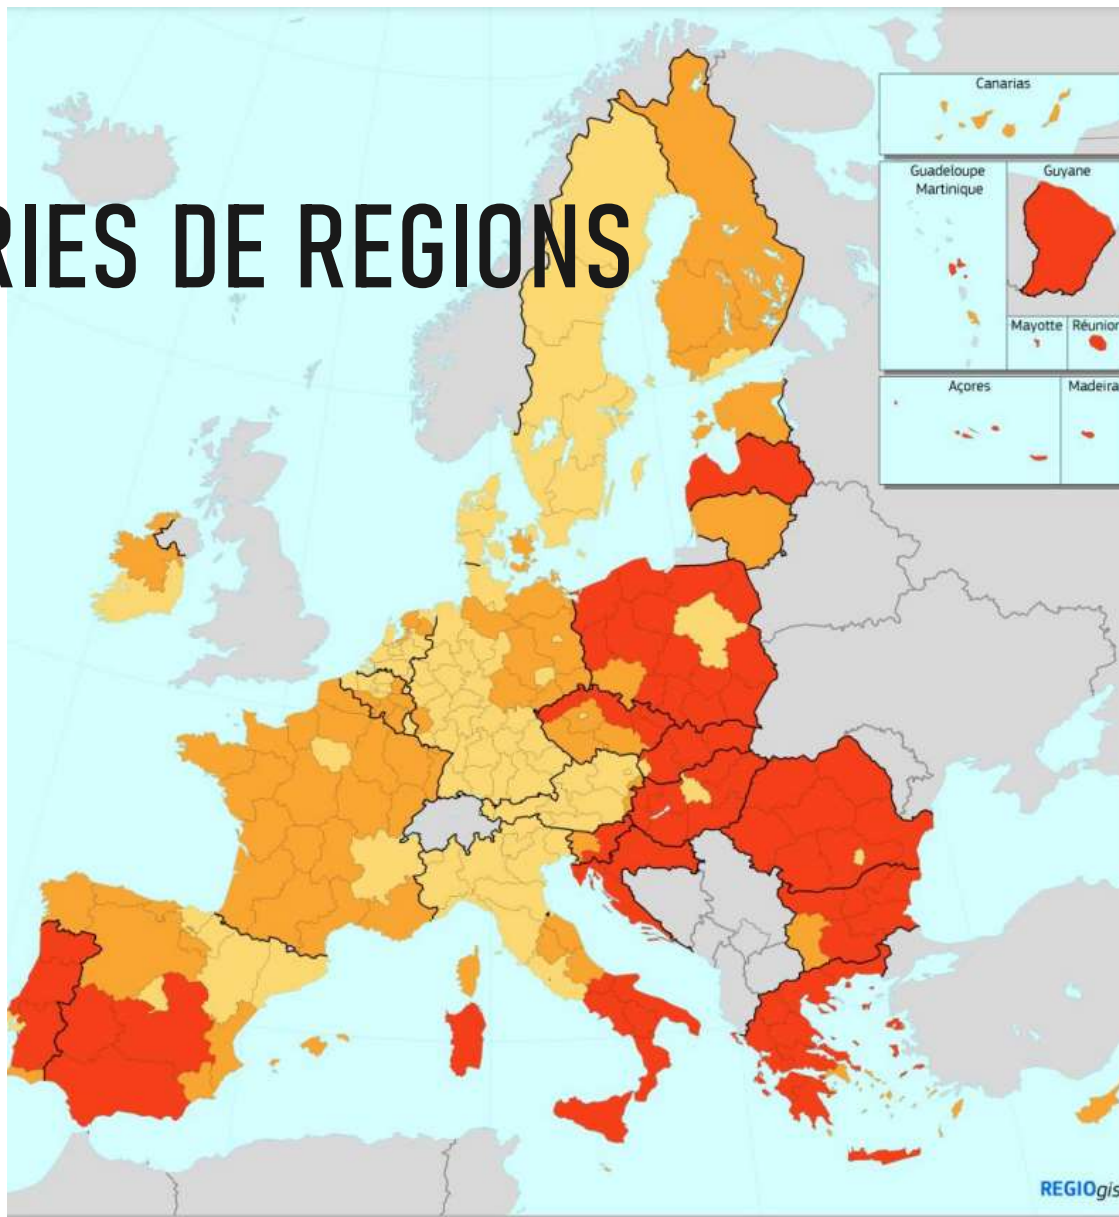 RIES DE REGIONS
Canarias
Guadeloupe
Martinique
Guyane
Mayotte
Réunion
Açores
Madeira
REGIOgis